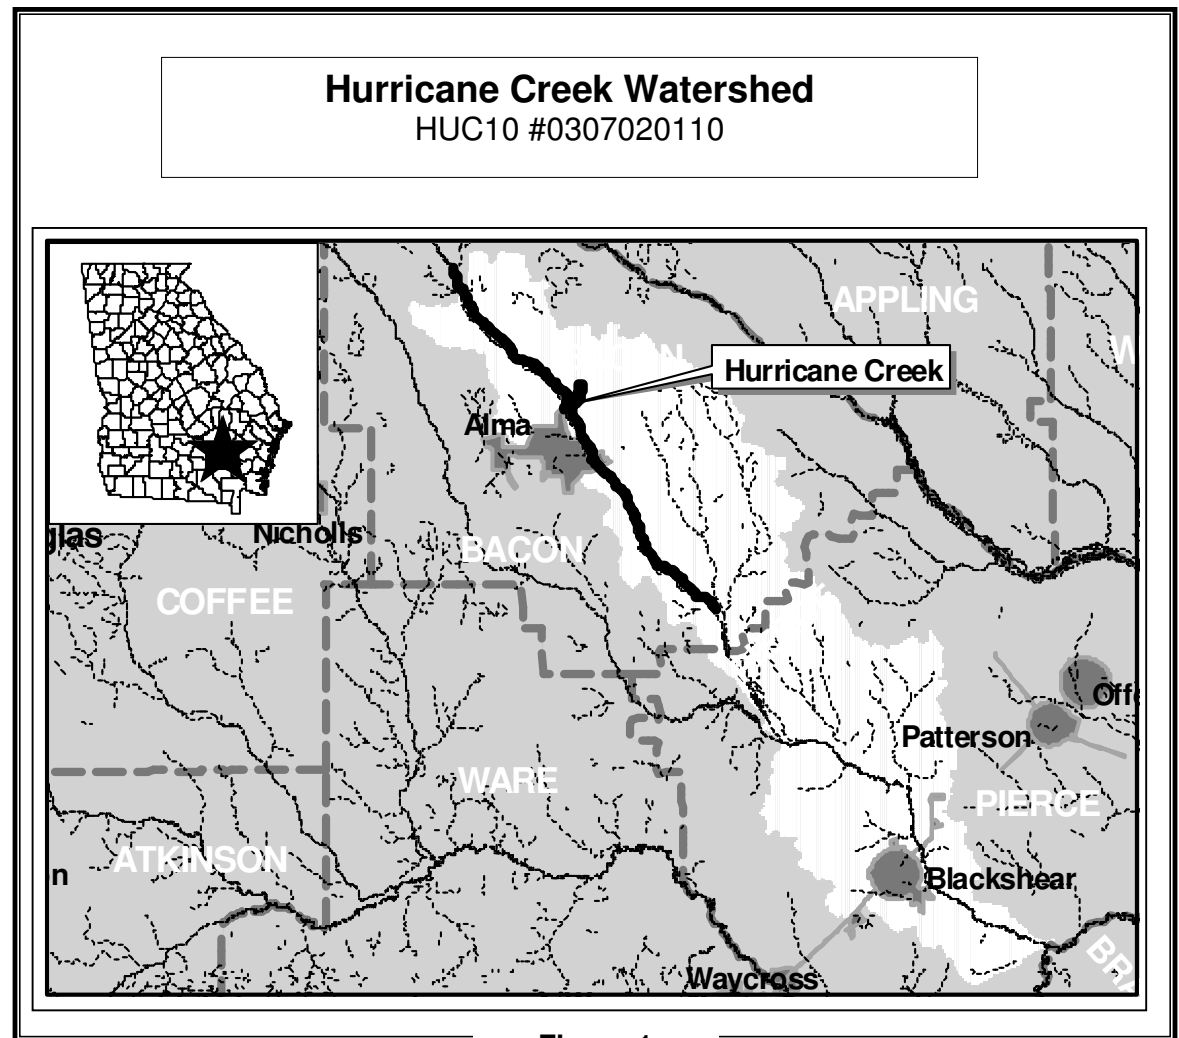 Hurricane Creek Watershed
HUC10 #0307020110
APPLING
W
Hurricane Creek
Alma
glas
Nicholls
BACON
COFFEE
Offe
Patterson
WARE
PIERCE
ATKINSON
n
Blackshear
Waycross
BRA